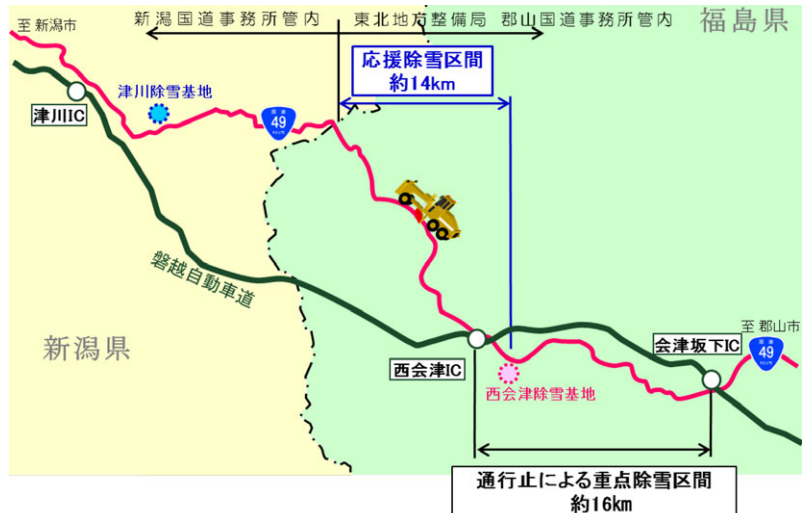 新潟国道事務所管内
東北地方整備局 郡山国道事務所管内
福島県
至 新潟市
応援除雪区間
約14km
津川除雪基地
津川IC
49
磐越自動車道
新潟県
至 郡山市
会津坂下IC
49
西会津IC
西会津除雪基地
通行止による重点除雪区間
約16km